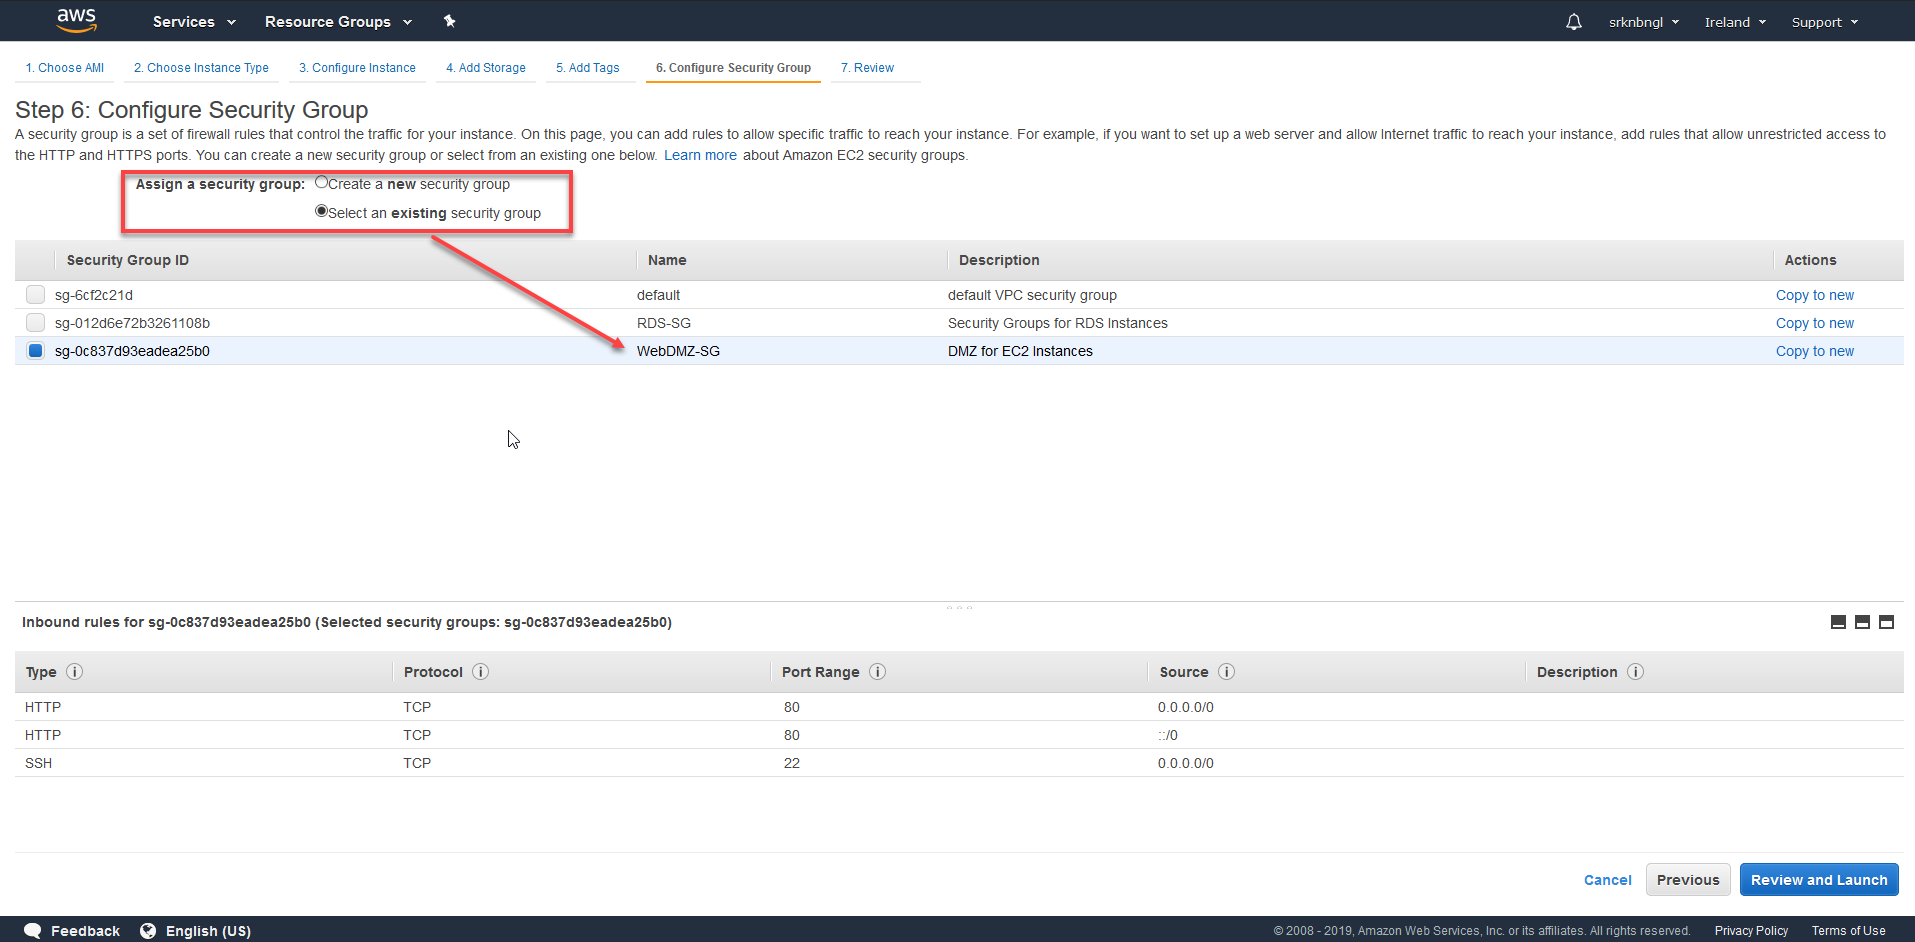 aws Services Resource Groups srknbngl Ireland Support
1. Choose AMI 2. Choose Instance Type 3. Configure Instance 4. Add Storage 5. Add Tags 6. Configure Security Group 7. Review
Step 6: Configure Security Group
A security group is a set of firewall rules that control the traffic for your instance. On this page, you can add rules to allow specific traffic to reach your instance. For example, if you want to set up a web server and allow Internet traffic to reach your instance, add rules that allow unrestricted access to
the HTTP and HTTPS ports. You can create a new security group or select from an existing one below. Learn more about Amazon EC2 security groups.
Assign a security group: Create a new security group
Select an existing security group
Security Group ID Name Description Actions
sg-6cf2c21d default default VPC security group Copy to new
sg-012d6e72b3261108b RDS-SG Security Groups for RDS Instances Copy to new
sg-0c837d93eadea25b0 WebDMZ-SG DMZ for EC2 Instances Copy to new
Inbound rules for sg-0c837d93eadea25b0 (Selected security groups: sg-0c837d93eadea25b0)
Type i Protocol i Port Range i Source i Description i
HTTP TCP 80 0.0.0.0/0
HTTP TCP 80 ::/0
SSH TCP 22 0.0.0.0/0
Cancel Previous Review and Launch
Feedback English (US) © 2008 - 2019, Amazon Web Services, Inc. or its affiliates. All rights reserved. Privacy Policy Terms of Use